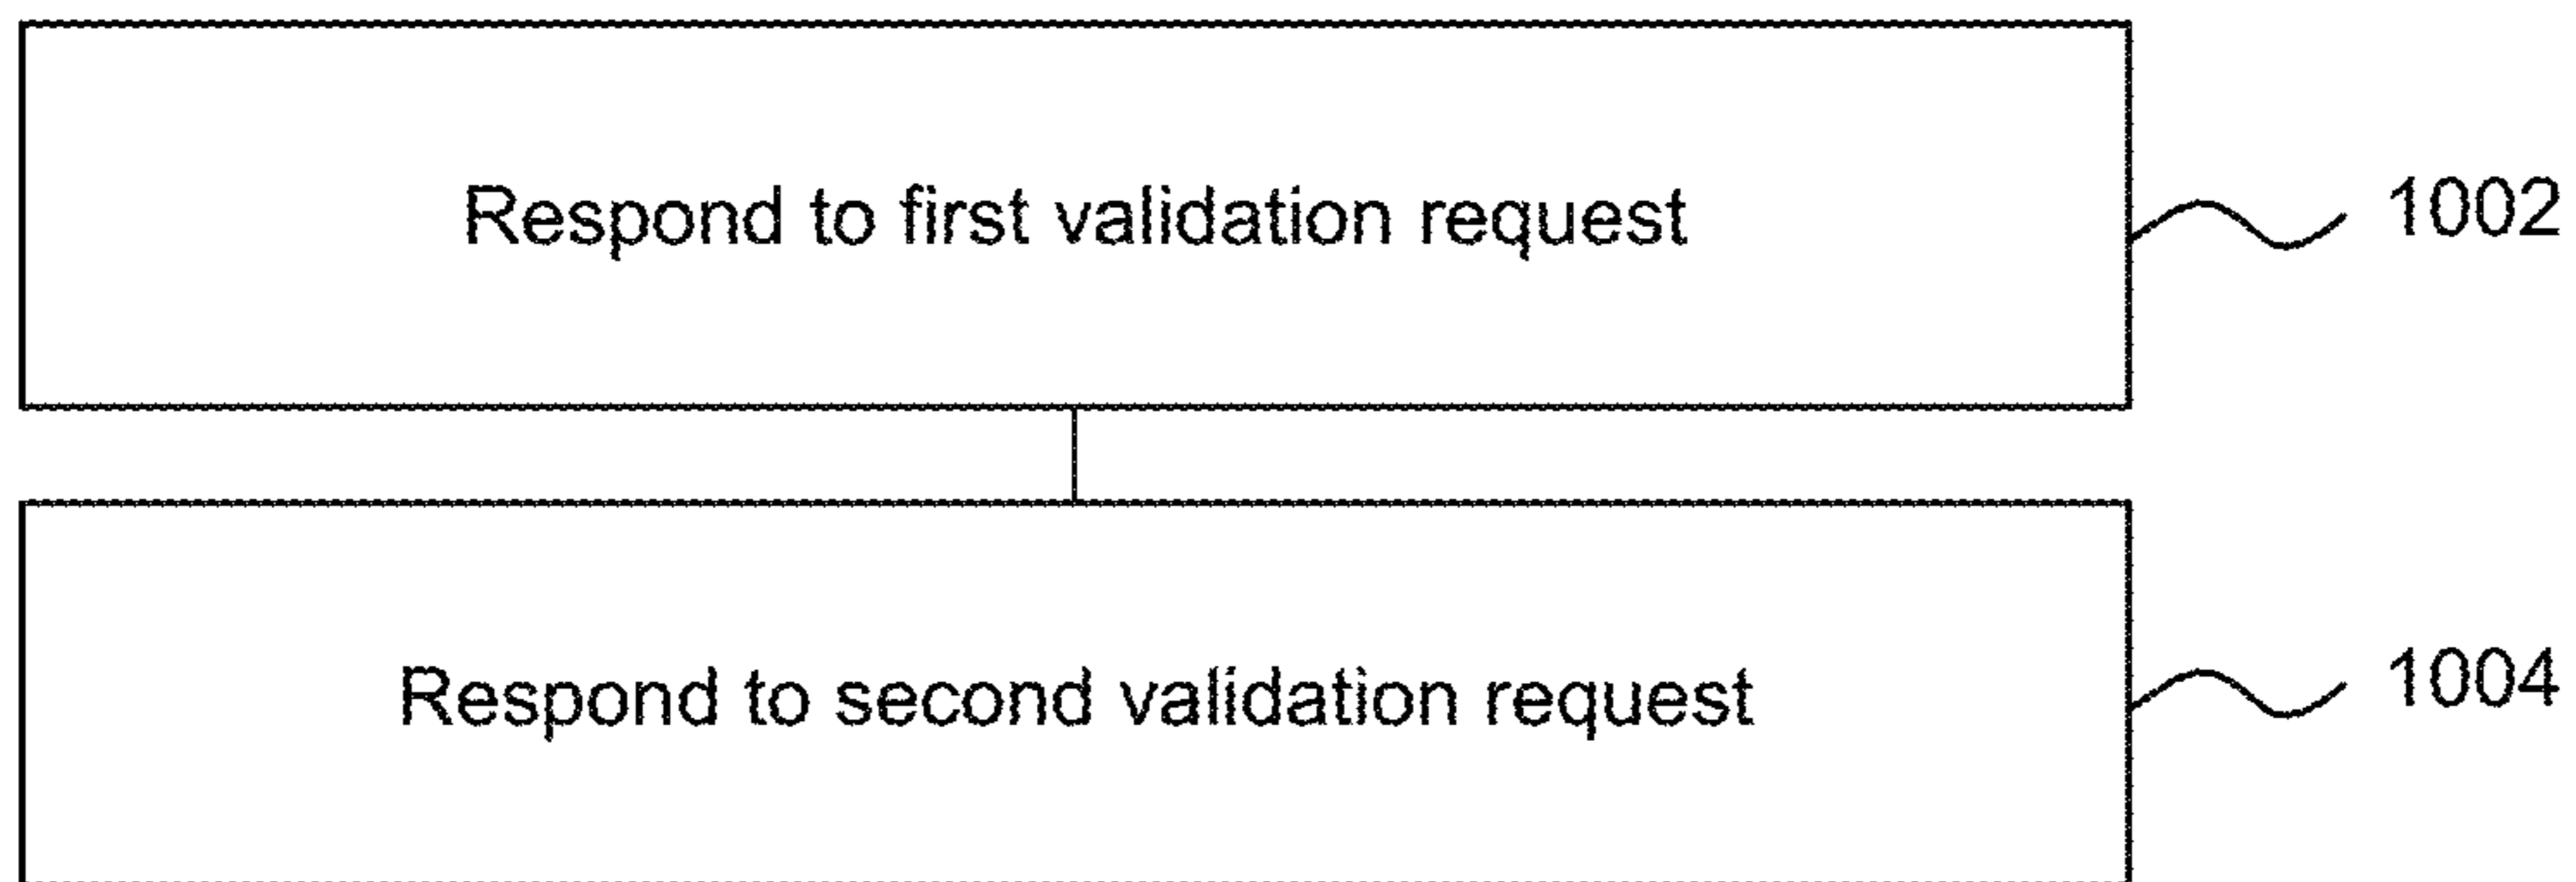 Respond to first validation request
1002
Respond to second validation request
1004